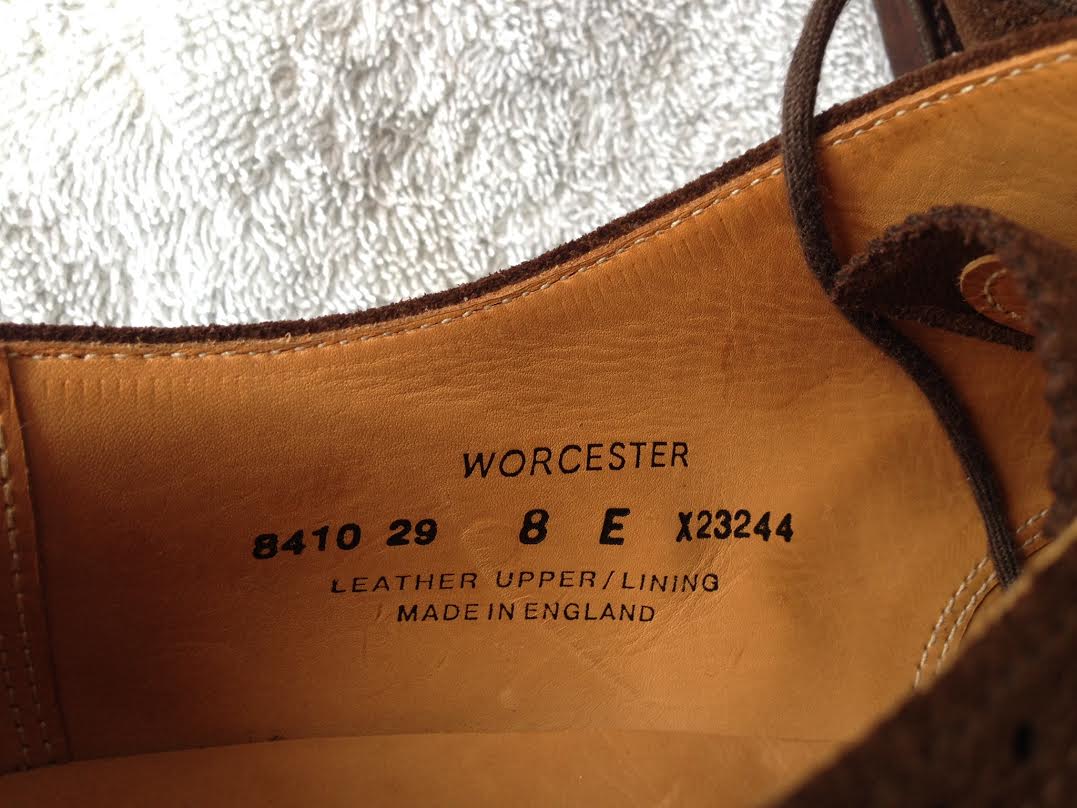 WORCESTER
8410 29 8 E X23244
LEATHER UPPER/LINING
MADE IN ENGLAND